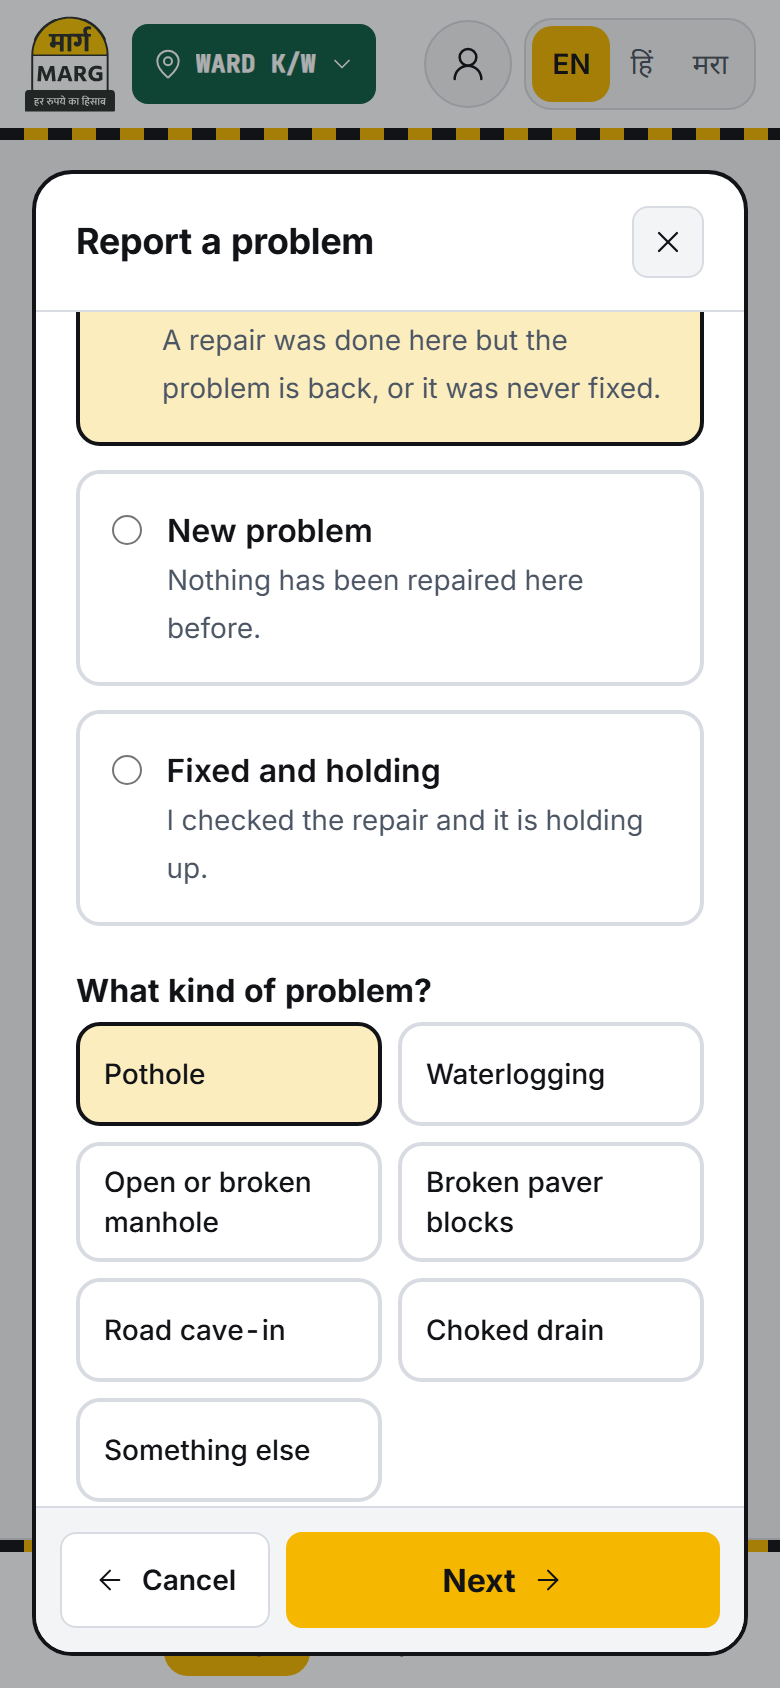 मार्ग
MARG
हर रुपये का हिसाब
WARD K/W
EN
हिं
मरा
Report a problem
A repair was done here but the
problem is back, or it was never fixed.
New problem
Nothing has been repaired here
before.
Fixed and holding
I checked the repair and it is holding
up.
What kind of problem?
Pothole
Waterlogging
Open or broken
manhole
Broken paver
blocks
Road cave-in
Choked drain
Something else
Cancel
Next